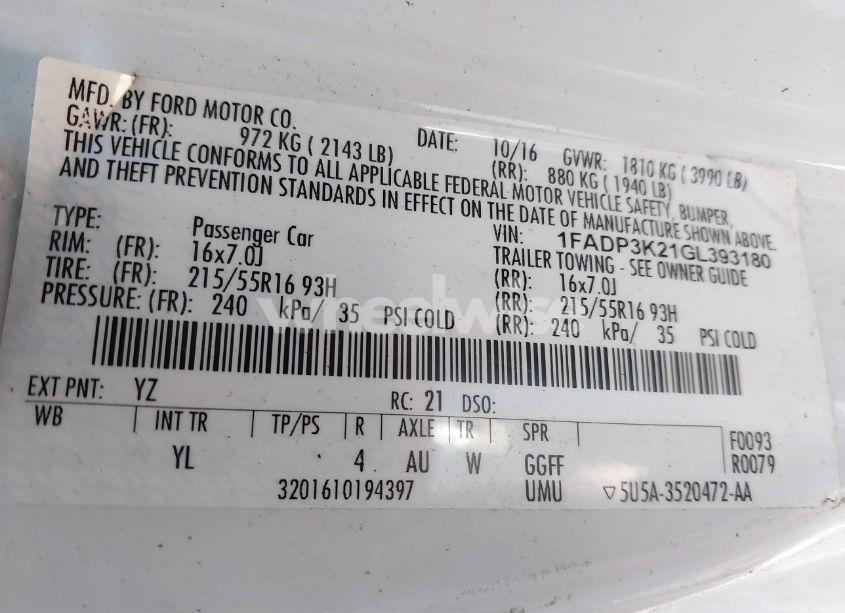 MFD. BY FORD MOTOR CO. DATE: 10/16 GVWR: 1810 KG ( 3990 LB)
GAWR: (FR): 972 KG ( 2143 LB) (RR): 880 KG ( 1940 LB)
THIS VEHICLE CONFORMS TO ALL APPLICABLE FEDERAL MOTOR VEHICLE SAFETY, BUMPER,
AND THEFT PREVENTION STANDARDS IN EFFECT ON THE DATE OF MANUFACTURE SHOWN ABOVE.
VIN: 1FADP3K21GL393180
TYPE: Passenger Car TRAILER TOWING - SEE OWNER GUIDE
RIM: (FR): 16x7.0J (RR): 16x7.0J
TIRE: (FR): 215/55R16 93H (RR): 215/55R16 93H
PRESSURE: (FR): 240 kPa/ 35 PSI COLD (RR): 240 kPa/ 35 PSI COLD
EXT PNT: YZ RC: 21 DSO:
WB INT TR TP/PS R AXLE TR SPR F0093
YL 4 AU W GGFF R0079
3201610194397 UMU ▽5U5A-3520472-AA